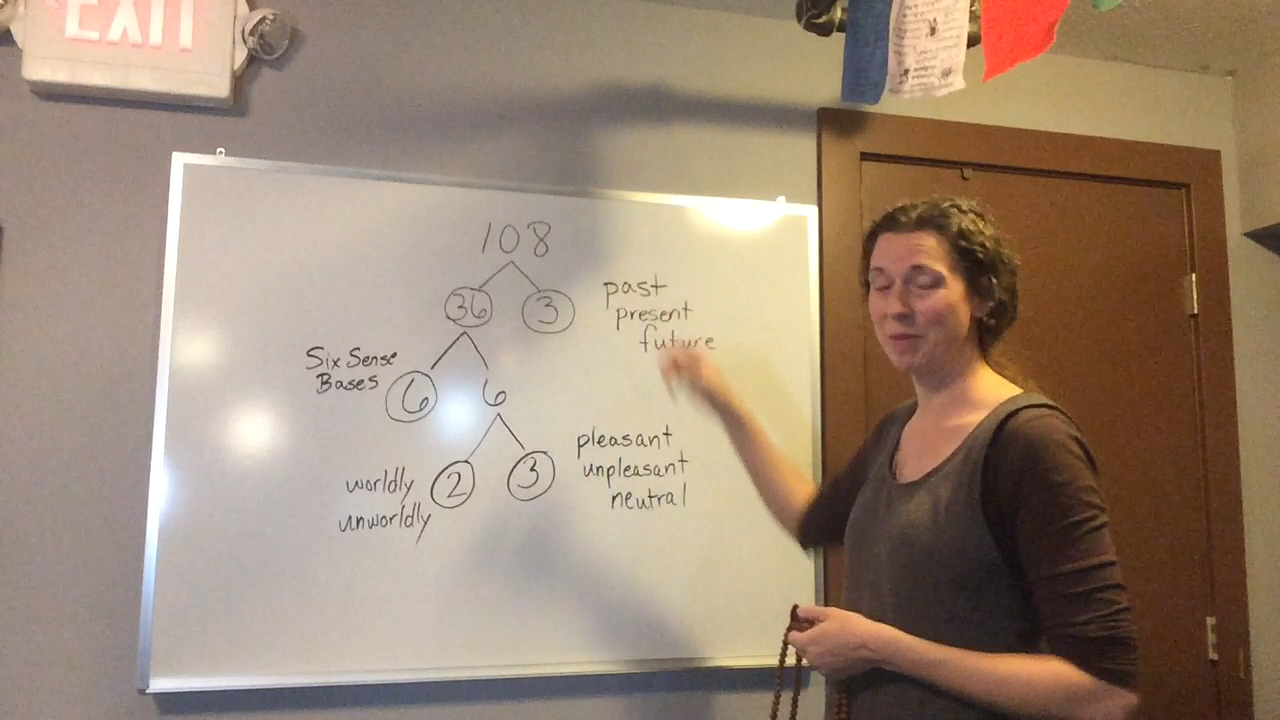 EXIT
108
36 3
past
present
future
Six Sense
Bases
6 6
pleasant
unpleasant
neutral
worldly
unworldly
2 3